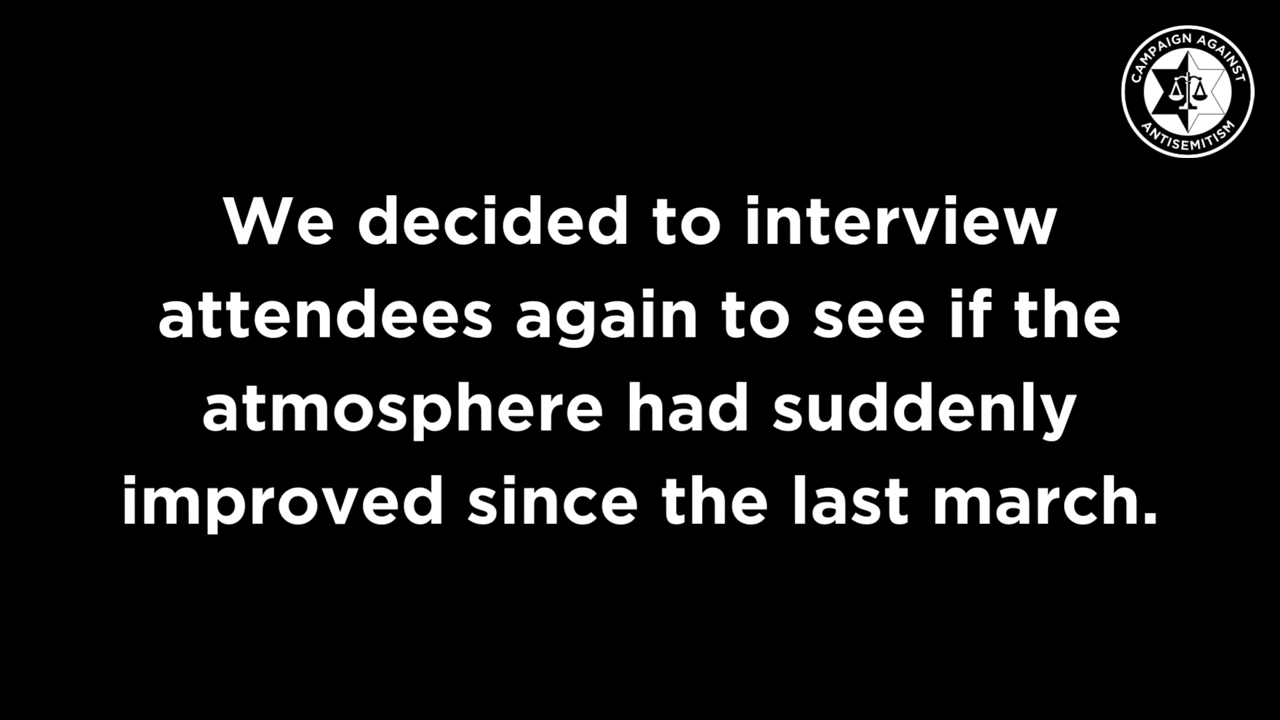 CAMPAIGN AGAINST
ANTISEMITISM
We decided to interview
attendees again to see if the
atmosphere had suddenly
improved since the last march.